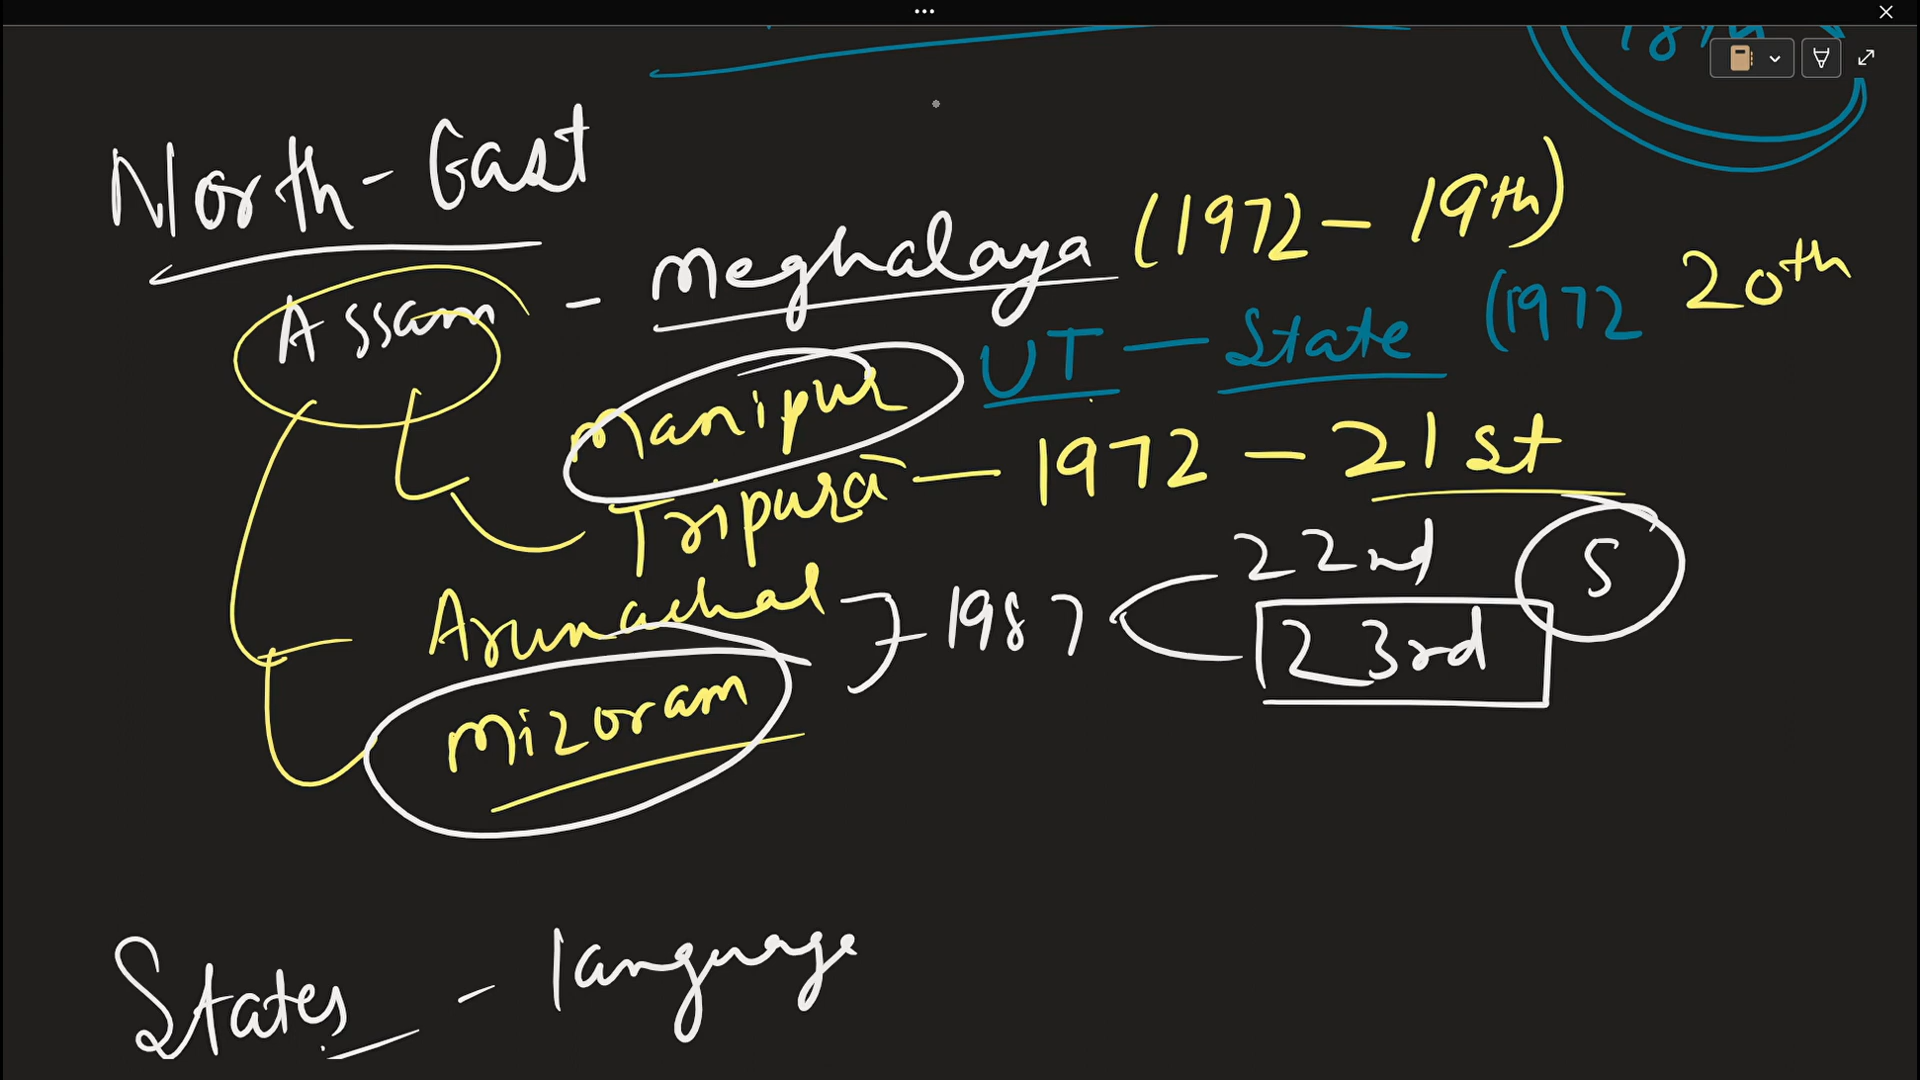 18th
North-East
Assam - Meghalaya (1972 - 19th)
Manipur UT - State (1972 20th
Tripura - 1972 - 21st
Arunachal
Mizoram
} - 1987
22nd
23rd
S
States - language